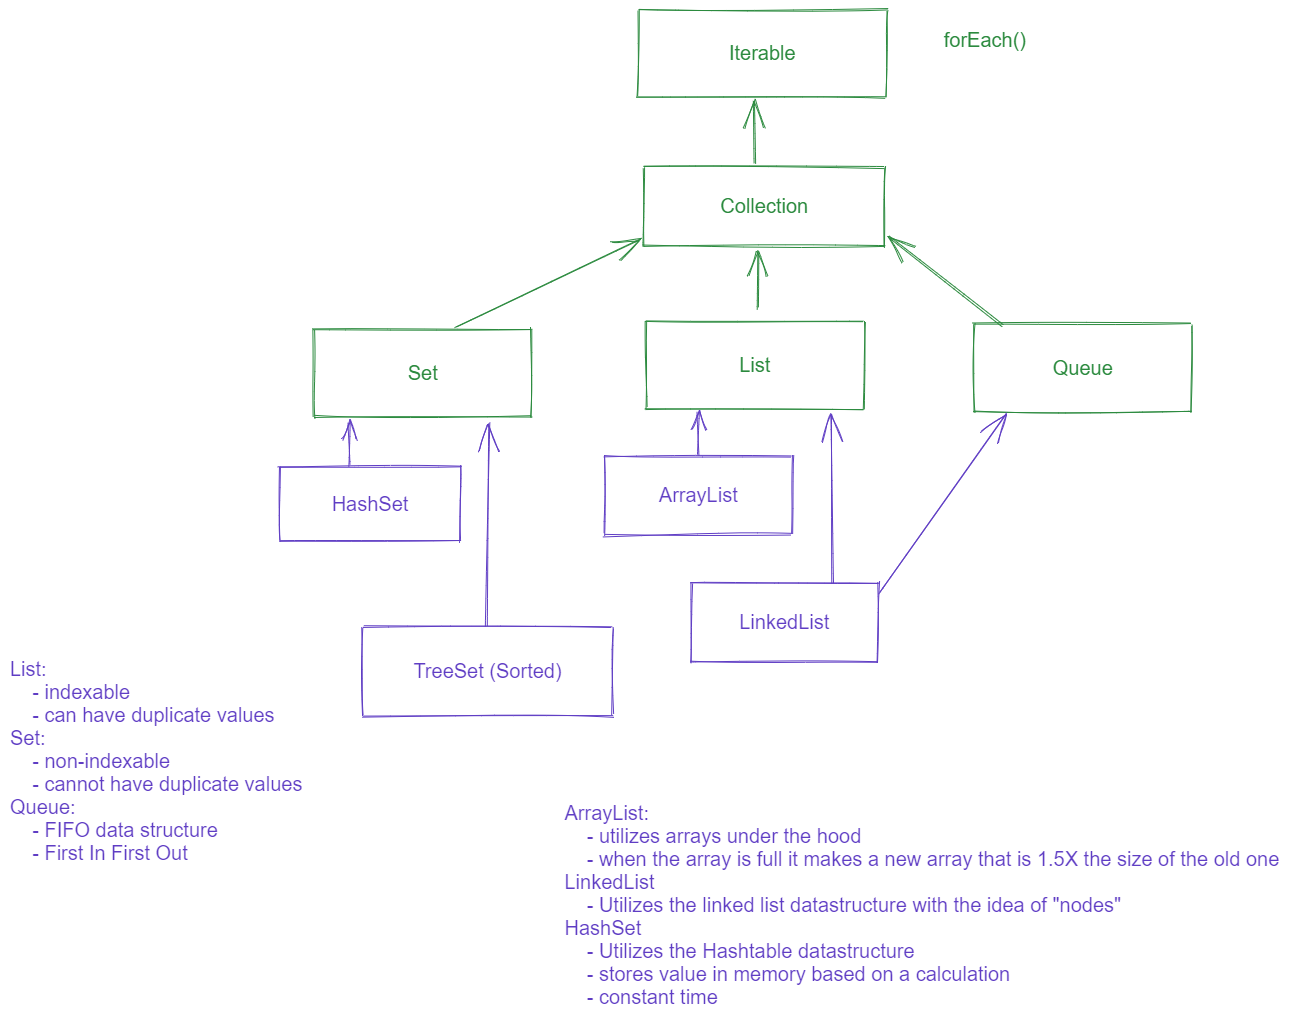 Iterable
forEach()
Collection
Set
List
Queue
HashSet
ArrayList
LinkedList
TreeSet (Sorted)
List:
- indexable
- can have duplicate values
Set:
- non-indexable
- cannot have duplicate values
Queue:
- FIFO data structure
- First In First Out
ArrayList:
- utilizes arrays under the hood
- when the array is full it makes a new array that is 1.5X the size of the old one
LinkedList
- Utilizes the linked list datastructure with the idea of "nodes"
HashSet
- Utilizes the Hashtable datastructure
- stores value in memory based on a calculation
- constant time